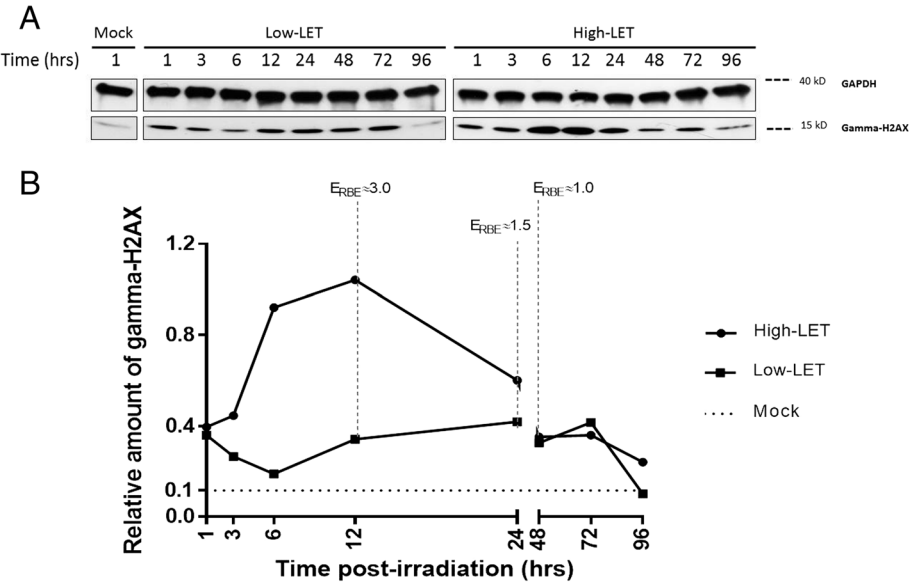 A
Mock Low-LET High-LET
Time (hrs) 1 1 3 6 12 24 48 72 96 1 3 6 12 24 48 72 96
40 kD GAPDH
15 kD Gamma-H2AX
B
E_RBE≈3.0 E_RBE≈1.0
E_RBE≈1.5
Relative amount of gamma-H2AX
1.2
0.8
0.4
0.1
0.0
High-LET
Low-LET
Mock
1 3 6 12 24 48 72 96
Time post-irradiation (hrs)